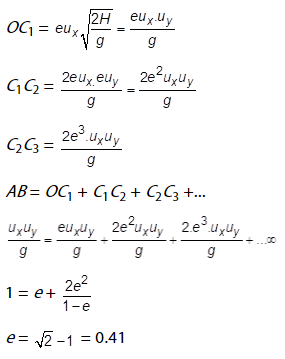 OC₁ = eu_x √(2H/g) = eu_x.u_y/g
C₁C₂ = 2eu_x.eu_y/g = 2e²u_xu_y/g
C₂C₃ = 2e³.u_xu_y/g
AB = OC₁ + C₁C₂ + C₂C₃ +...
u_xu_y/g = eu_xu_y/g + 2e²u_xu_y/g + 2.e³.u_xu_y/g + ...∞
1 = e + 2e²/1−e
e = √2 −1 = 0.41